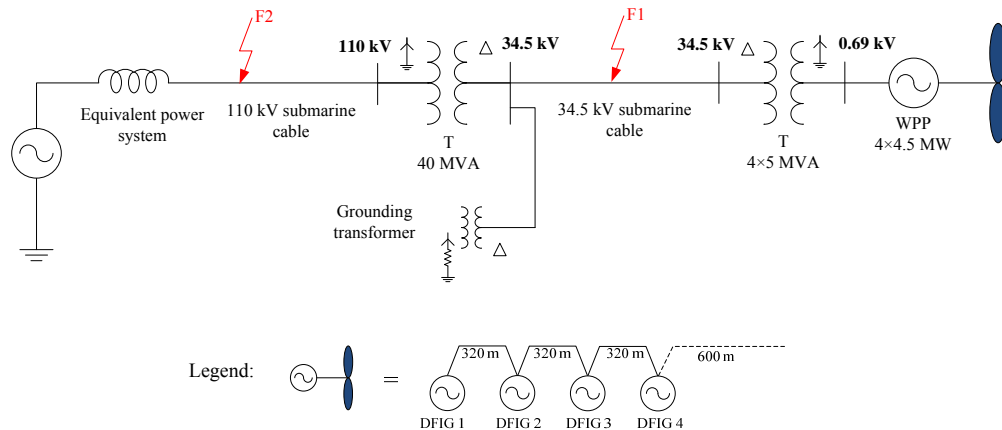 F2
F1
110 kV
△
34.5 kV
34.5 kV
△
0.69 kV
Equivalent power
system
110 kV submarine
cable
T
40 MVA
34.5 kV submarine
cable
T
4×5 MVA
WPP
4×4.5 MW
Grounding
transformer
△
Legend:
=
320 m
320 m
320 m
600 m
DFIG 1
DFIG 2
DFIG 3
DFIG 4